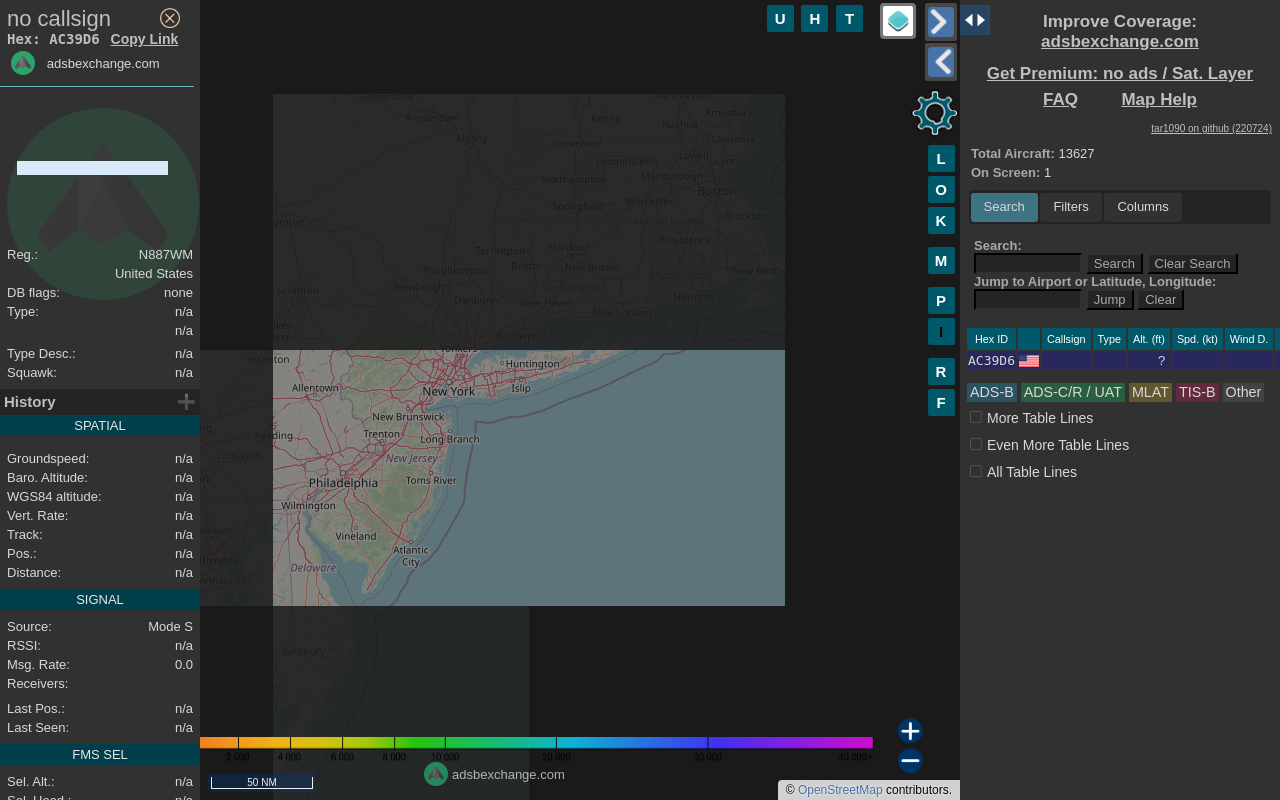 no callsign
Hex: AC39D6 Copy Link
adsbexchange.com
Reg.: N887WM
United States
DB flags: none
Type: n/a
n/a
Type Desc.: n/a
Squawk: n/a
History
SPATIAL
Groundspeed: n/a
Baro. Altitude: n/a
WGS84 altitude: n/a
Vert. Rate: n/a
Track: n/a
Pos.: n/a
Distance: n/a
SIGNAL
Source: Mode S
RSSI: n/a
Msg. Rate: 0.0
Receivers:
Last Pos.: n/a
Last Seen: n/a
FMS SEL
Sel. Alt.: n/a
U H T
L
O
K
M
P
I
R
F
Gloversville
Manchester
Amsterdam
Keene
Nashua
Amesbury
Albany
Greenfield
Lawrence
Leominster
Lowell
Lynn
Northampton
Marlborough
Boston
Springfield
Worcester
Massachusetts
Brockton
Torrington
Hartford
Providence
Poughkeepsie
Bristol
New Britain
Rhode Island
New Bedfo
Scranton
Newburgh
Connecticut
Danbury
New Haven
New London
Newport
Bridgeport
Yonkers
Hazleton
Huntington
Allentown
New York
Islip
New Brunswick
Reading
Trenton
Long Branch
Lancaster
New Jersey
Philadelphia
Toms River
Wilmington
Vineland
Atlantic
City
Delaware
Annapolis
Salisbury
2 000 4 000 6 000 8 000 10 000 20 000 30 000 40 000+
50 NM
adsbexchange.com
© OpenStreetMap contributors.
Improve Coverage:
adsbexchange.com
Get Premium: no ads / Sat. Layer
FAQ Map Help
tar1090 on github (220724)
Total Aircraft: 13627
On Screen: 1
Search Filters Columns
Search:
Search Clear Search
Jump to Airport or Latitude, Longitude:
Jump Clear
Hex ID Callsign Type Alt. (ft) Spd. (kt) Wind D.
AC39D6 ?
ADS-B ADS-C/R / UAT MLAT TIS-B Other
More Table Lines
Even More Table Lines
All Table Lines